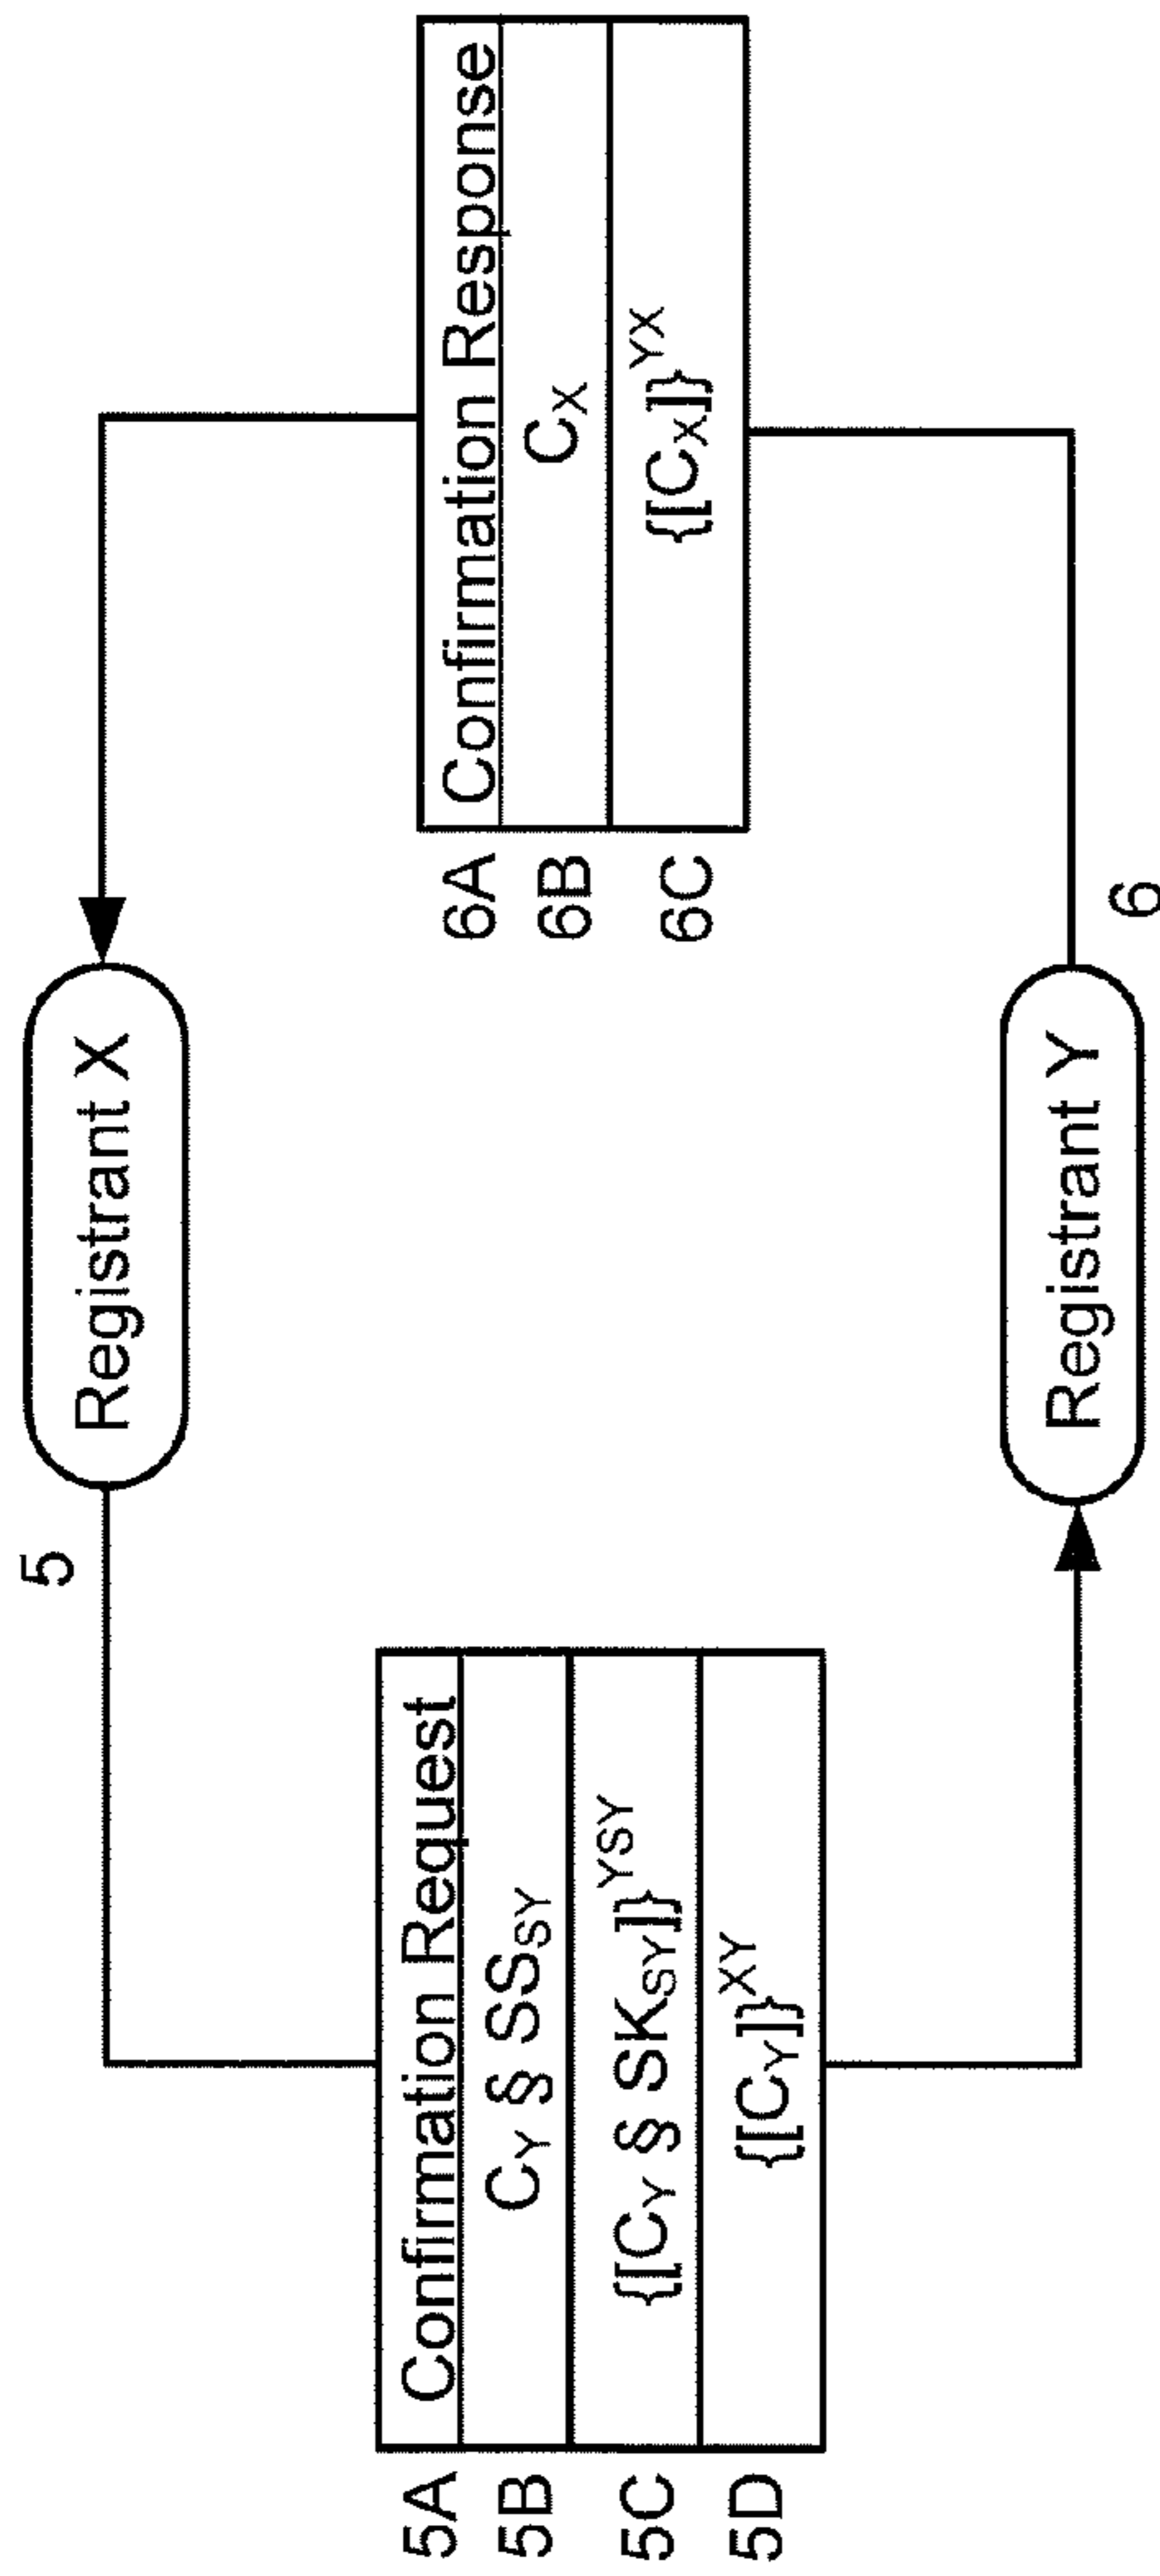 Registrant X
5
5A Confirmation Request
5B C_Y § SS_SY
5C {[C_Y § SK_SY]}^YSY
5D {[C_Y]}^XY
6A Confirmation Response
6B C_X
6C {[C_X]}^YX
Registrant Y
6